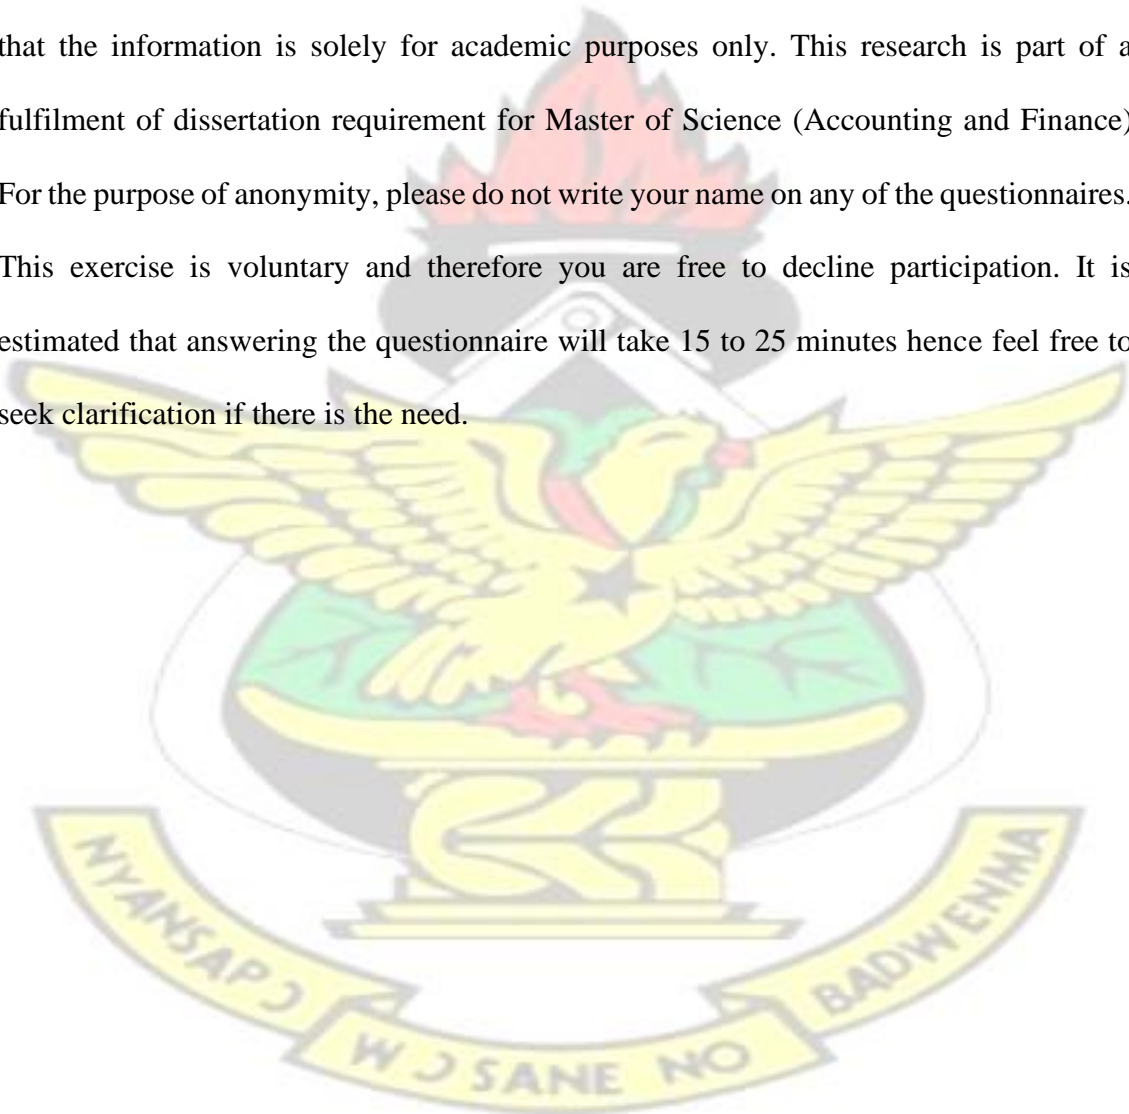 that the information is solely for academic purposes only. This research is part of a
fulfilment of dissertation requirement for Master of Science (Accounting and Finance)
For the purpose of anonymity, please do not write your name on any of the questionnaires.
This exercise is voluntary and therefore you are free to decline participation. It is
estimated that answering the questionnaire will take 15 to 25 minutes hence feel free to
seek clarification if there is the need.
NYANSAPƆ
WƆSANE NO
BADWENMA